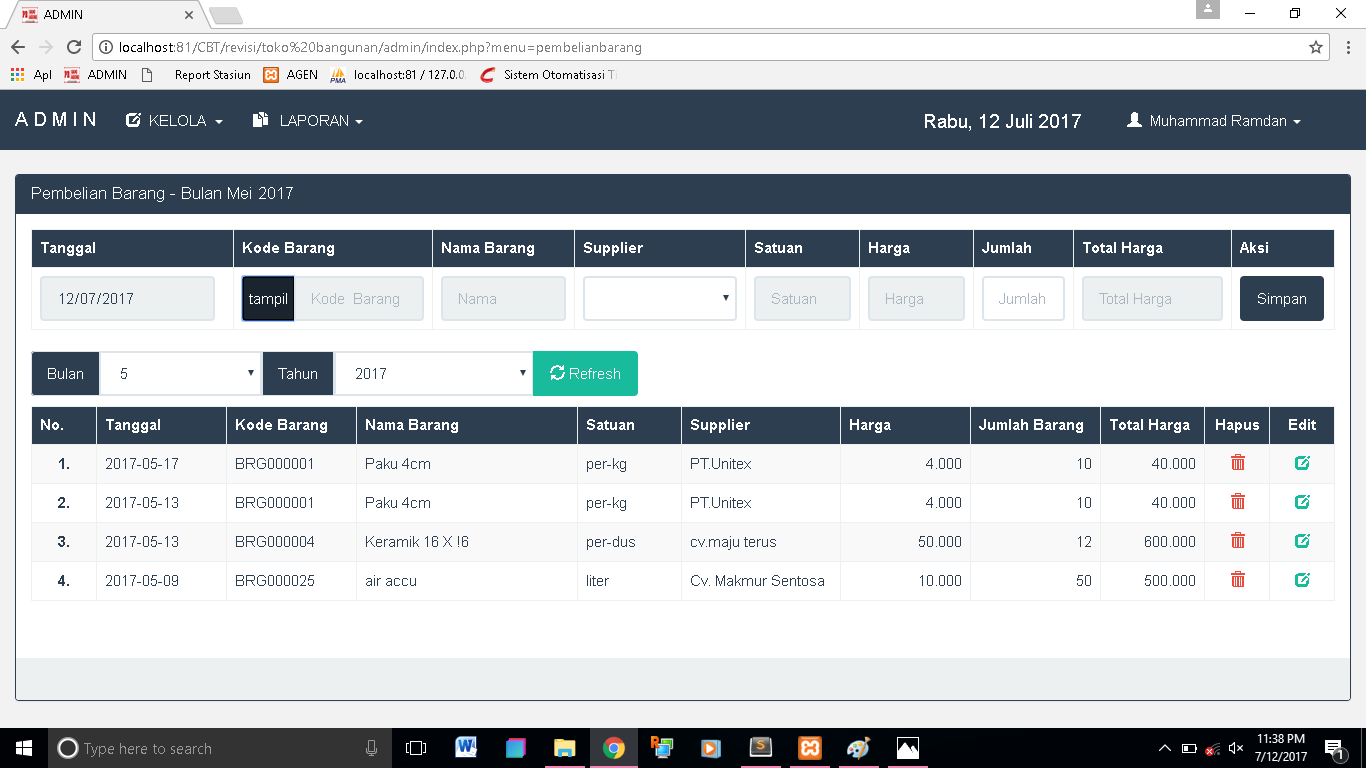 ADMIN
localhost:81/CBT/revisi/toko%20bangunan/admin/index.php?menu=pembelianbarang
Apl ADMIN Report Stasiun AGEN localhost:81 / 127.0.0. Sistem Otomatisasi Ti
ADMIN KELOLA LAPORAN Rabu, 12 Juli 2017 Muhammad Ramdan
Pembelian Barang - Bulan Mei 2017
Tanggal Kode Barang Nama Barang Supplier Satuan Harga Jumlah Total Harga Aksi
12/07/2017 tampil Kode Barang Nama Satuan Harga Jumlah Total Harga Simpan
Bulan 5 Tahun 2017 Refresh
No. Tanggal Kode Barang Nama Barang Satuan Supplier Harga Jumlah Barang Total Harga Hapus Edit
1. 2017-05-17 BRG000001 Paku 4cm per-kg PT.Unitex 4.000 10 40.000
2. 2017-05-13 BRG000001 Paku 4cm per-kg PT.Unitex 4.000 10 40.000
3. 2017-05-13 BRG000004 Keramik 16 X !6 per-dus cv.maju terus 50.000 12 600.000
4. 2017-05-09 BRG000025 air accu liter Cv. Makmur Sentosa 10.000 50 500.000
Type here to search
11:38 PM
7/12/2017
1